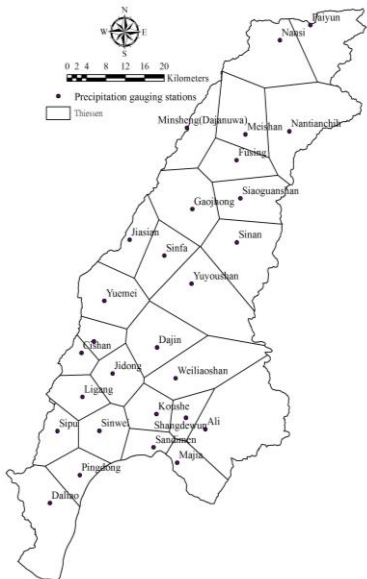 N
W E
S
Paiyun
Nansi
0 2 4 8 12 16 20
Kilometers
Precipitation gauging stations
Thiessen
Minsheng(Dajanuwa)
Meishan
Nantianchih
Fusing
Siaoguanshan
Gaojhong
Jiasian
Sinan
Sinfa
Yuyoushan
Yuemei
Cishan
Dajin
Jidong
Weiliaoshan
Ligang
Koushe
Shangdewun
Ali
Sipu
Sinwei
Sandimen
Majia
Pingdong
Daliao